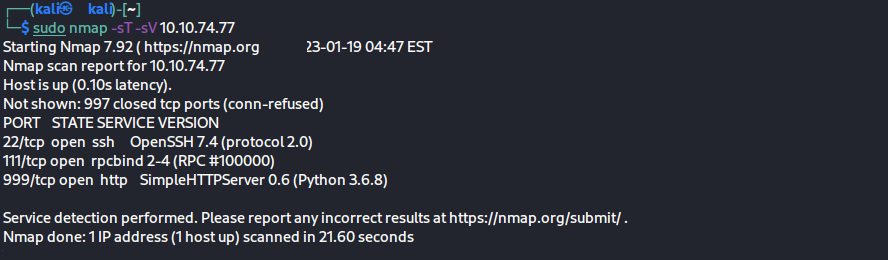 ┌──(kali㉿kali)-[~]
└─$ sudo nmap -sT -sV 10.10.74.77
Starting Nmap 7.92 ( https://nmap.org 23-01-19 04:47 EST
Nmap scan report for 10.10.74.77
Host is up (0.10s latency).
Not shown: 997 closed tcp ports (conn-refused)
PORT STATE SERVICE VERSION
22/tcp open ssh OpenSSH 7.4 (protocol 2.0)
111/tcp open rpcbind 2-4 (RPC #100000)
999/tcp open http SimpleHTTPServer 0.6 (Python 3.6.8)
Service detection performed. Please report any incorrect results at https://nmap.org/submit/ .
Nmap done: 1 IP address (1 host up) scanned in 21.60 seconds